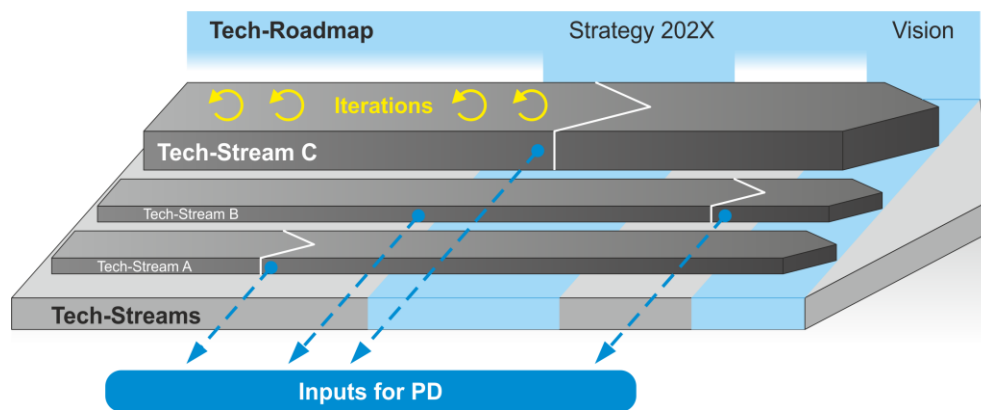 Tech-Roadmap Strategy 202X Vision
Iterations
Tech-Stream C
Tech-Stream B
Tech-Stream A
Tech-Streams
Inputs for PD